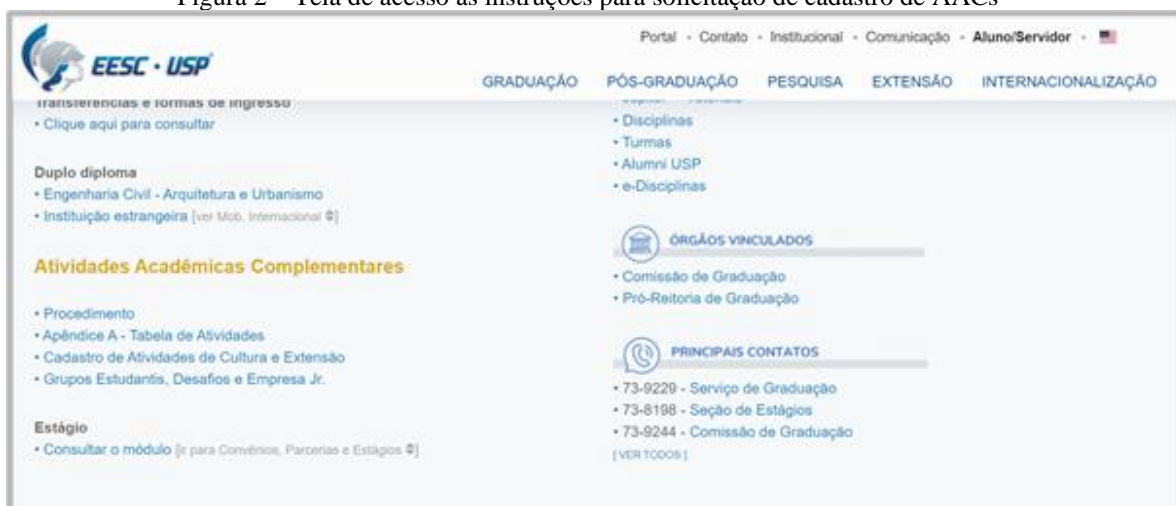 Figura 2 – Tela de acesso às instruções para solicitação de cadastro de AACs
Portal • Contato • Institucional • Comunicação • Aluno/Servidor •
EESC • USP
GRADUAÇÃO PÓS-GRADUAÇÃO PESQUISA EXTENSÃO INTERNACIONALIZAÇÃO
Transferências e formas de ingresso
• Clique aqui para consultar
Duplo diploma
• Engenharia Civil - Arquitetura e Urbanismo
• Instituição estrangeira [ver Mob. Internacional]
Atividades Acadêmicas Complementares
• Procedimento
• Apêndice A - Tabela de Atividades
• Cadastro de Atividades de Cultura e Extensão
• Grupos Estudantis, Desafios e Empresa Jr.
Estágio
• Consultar o módulo [ir para Convênios, Parcerias e Estágios]
• Disciplinas
• Turmas
• Alumni USP
• e-Disciplinas
ÓRGÃOS VINCULADOS
• Comissão de Graduação
• Pró-Reitoria de Graduação
PRINCIPAIS CONTATOS
• 73-9229 - Serviço de Graduação
• 73-8198 - Seção de Estágios
• 73-9244 - Comissão de Graduação
[VER TODOS]